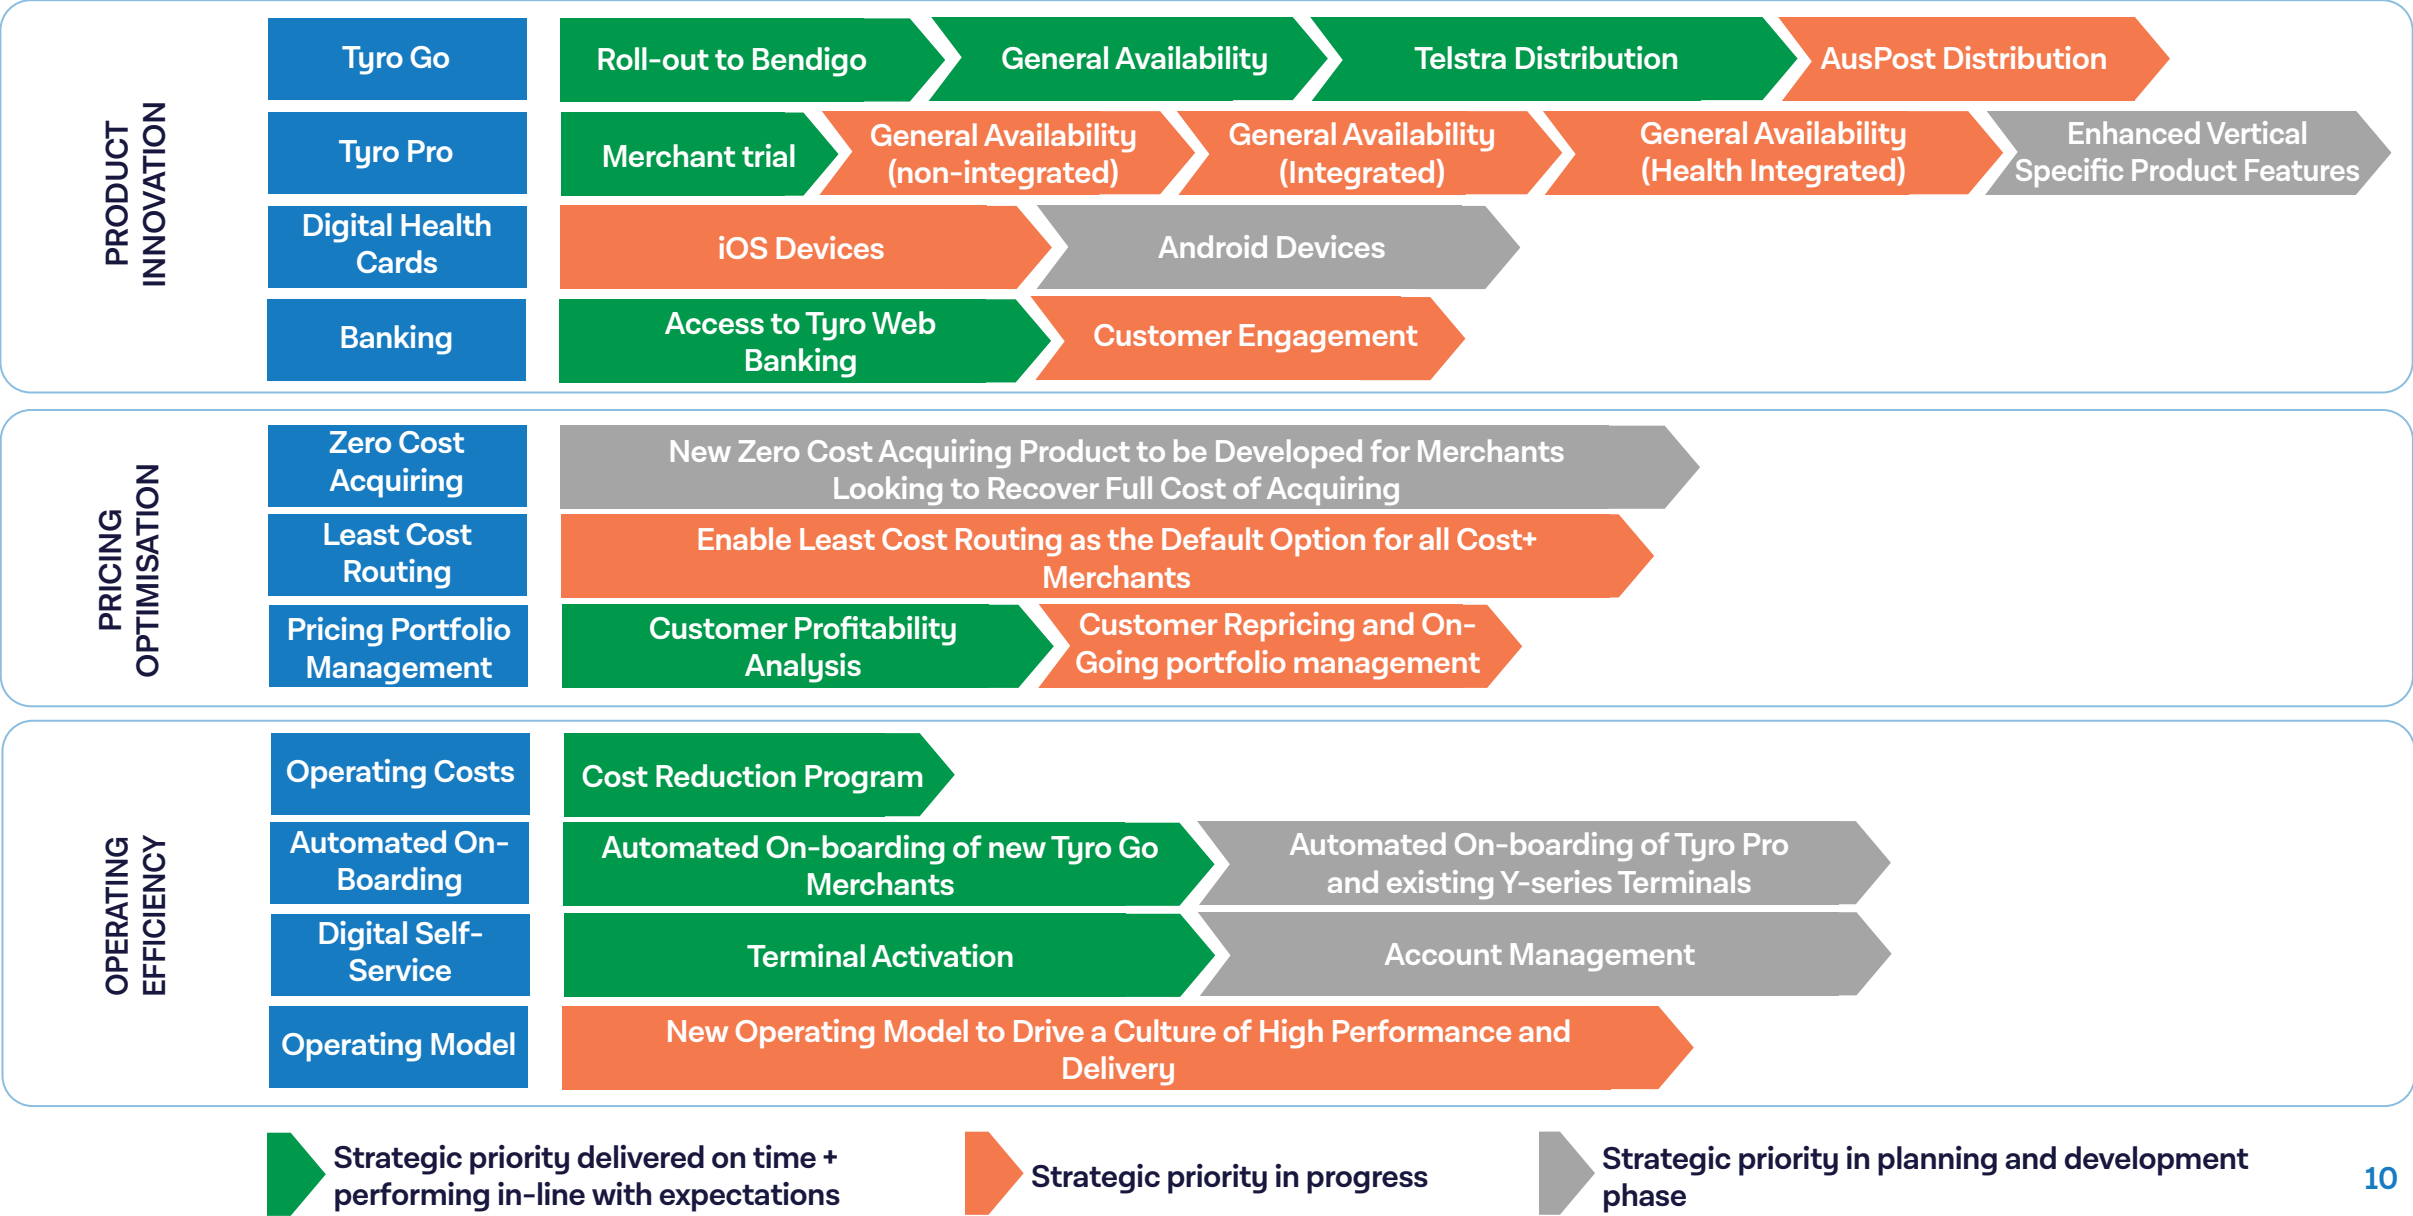 PRODUCT
INNOVATION
Tyro Go
Roll-out to Bendigo
General Availability
Telstra Distribution
AusPost Distribution
Tyro Pro
Merchant trial
General Availability
(non-integrated)
General Availability
(Integrated)
General Availability
(Health Integrated)
Enhanced Vertical
Specific Product Features
Digital Health
Cards
iOS Devices
Android Devices
Banking
Access to Tyro Web
Banking
Customer Engagement
PRICING
OPTIMISATION
Zero Cost
Acquiring
New Zero Cost Acquiring Product to be Developed for Merchants
Looking to Recover Full Cost of Acquiring
Least Cost
Routing
Enable Least Cost Routing as the Default Option for all Cost+
Merchants
Pricing Portfolio
Management
Customer Profitability
Analysis
Customer Repricing and On-
Going portfolio management
OPERATING
EFFICIENCY
Operating Costs
Cost Reduction Program
Automated On-
Boarding
Automated On-boarding of new Tyro Go
Merchants
Automated On-boarding of Tyro Pro
and existing Y-series Terminals
Digital Self-
Service
Terminal Activation
Account Management
Operating Model
New Operating Model to Drive a Culture of High Performance and
Delivery
Strategic priority delivered on time +
performing in-line with expectations
Strategic priority in progress
Strategic priority in planning and development
phase
10